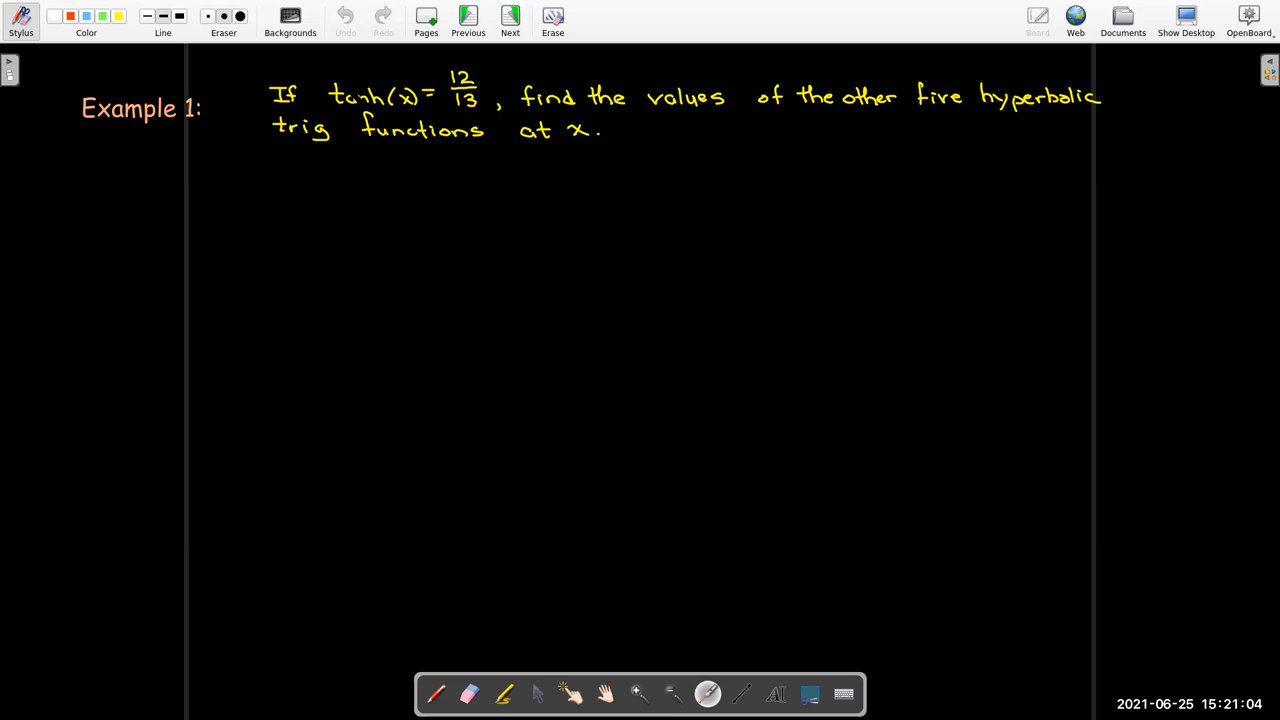 Stylus Color Line Eraser Backgrounds Undo Redo Pages Previous Next Erase Board Web Documents Show Desktop OpenBoard
Example 1: If tanh(x) = 12/13, find the values of the other five hyperbolic
trig functions at x.
2021-06-25 15:21:04